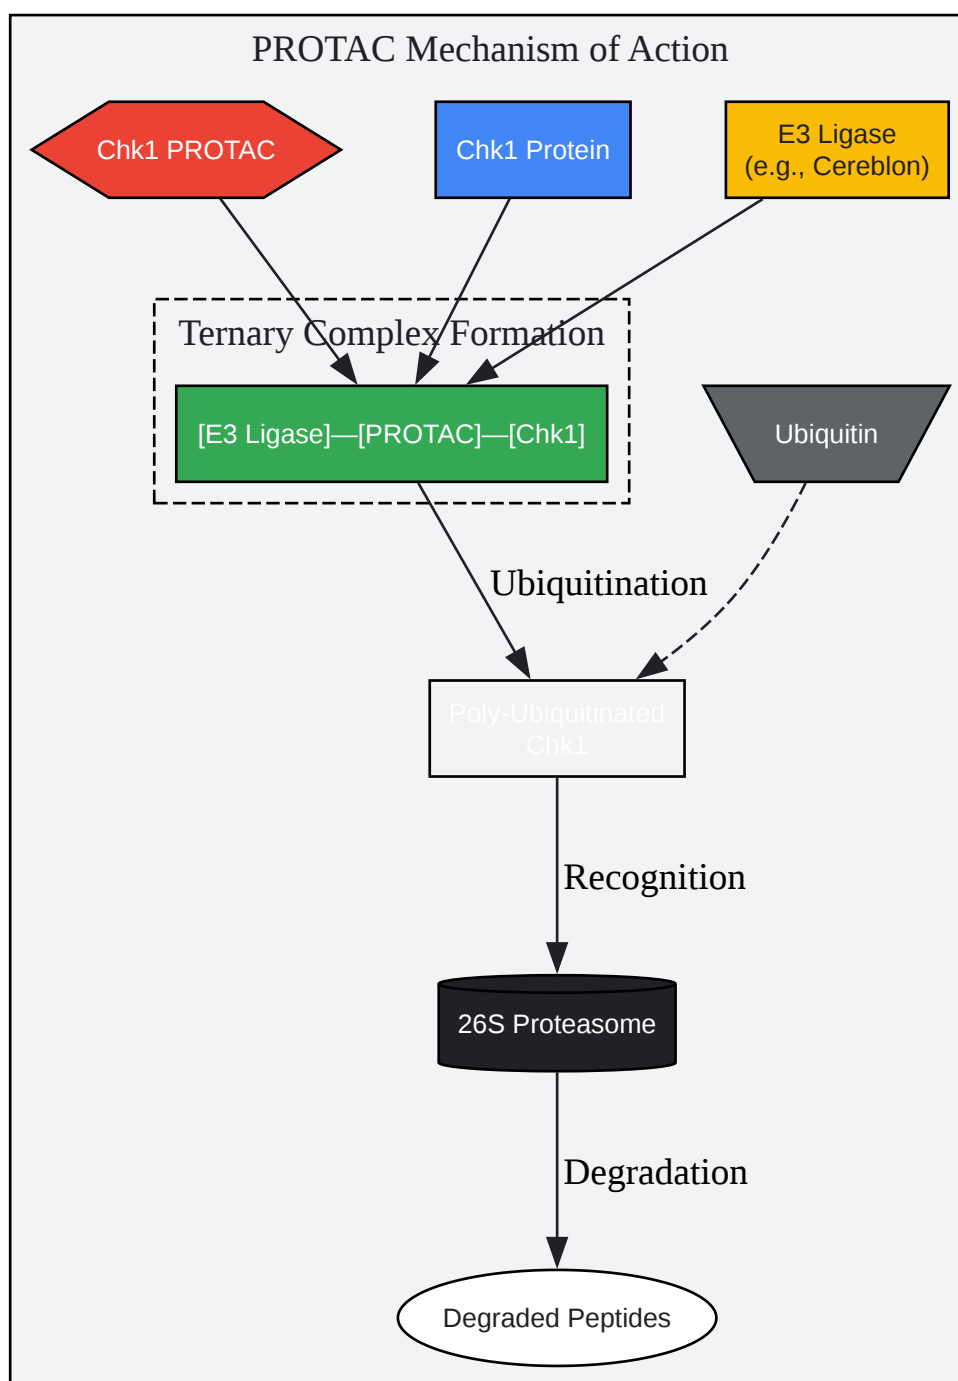 PROTAC Mechanism of Action
Chk1 PROTAC
Chk1 Protein
E3 Ligase
(e.g., Cereblon)
Ternary Complex Formation
[E3 Ligase]—[PROTAC]—[Chk1]
Ubiquitin
Ubiquitination
Poly-Ubiquitinated
Chk1
Recognition
26S Proteasome
Degradation
Degraded Peptides